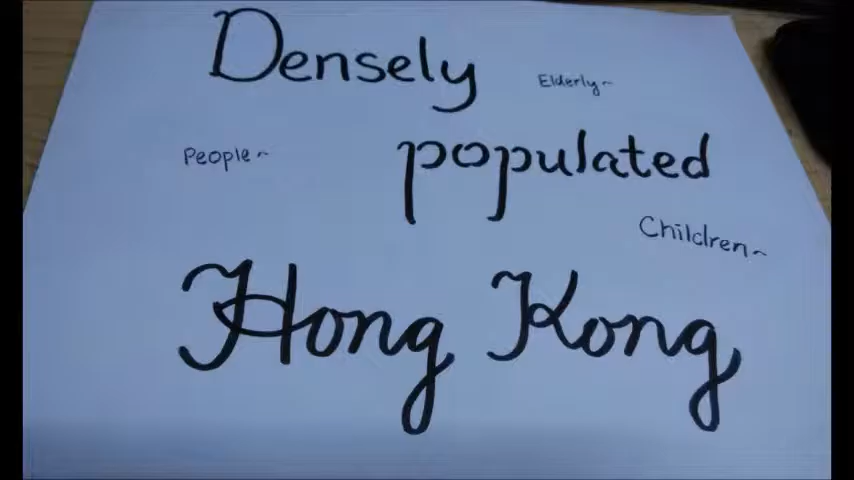 Densely
Elderly~
People~
populated
Children~
Hong Kong